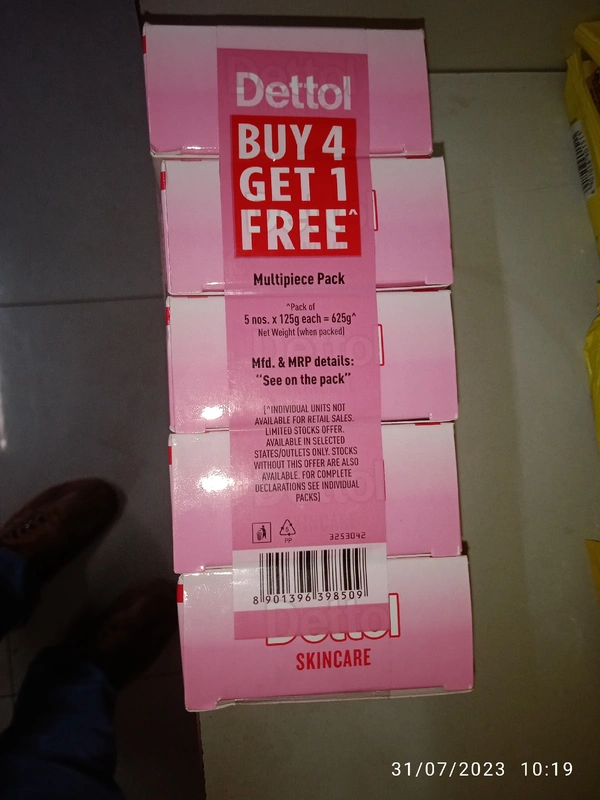 Dettol
BUY 4
GET 1
FREE^
Multipiece Pack
^Pack of
5 nos. x 125g each = 625g^
Net Weight (when packed)
Mfd. & MRP details:
"See on the pack"
[^INDIVIDUAL UNITS NOT
AVAILABLE FOR RETAIL SALES.
LIMITED STOCKS OFFER.
AVAILABLE IN SELECTED
STATES/OUTLETS ONLY. STOCKS
WITHOUT THIS OFFER ARE ALSO
AVAILABLE. FOR COMPLETE
DECLARATIONS SEE INDIVIDUAL
PACKS]
5
PP
3253042
8 901396 398509
Dettol
SKINCARE
31/07/2023 10:19